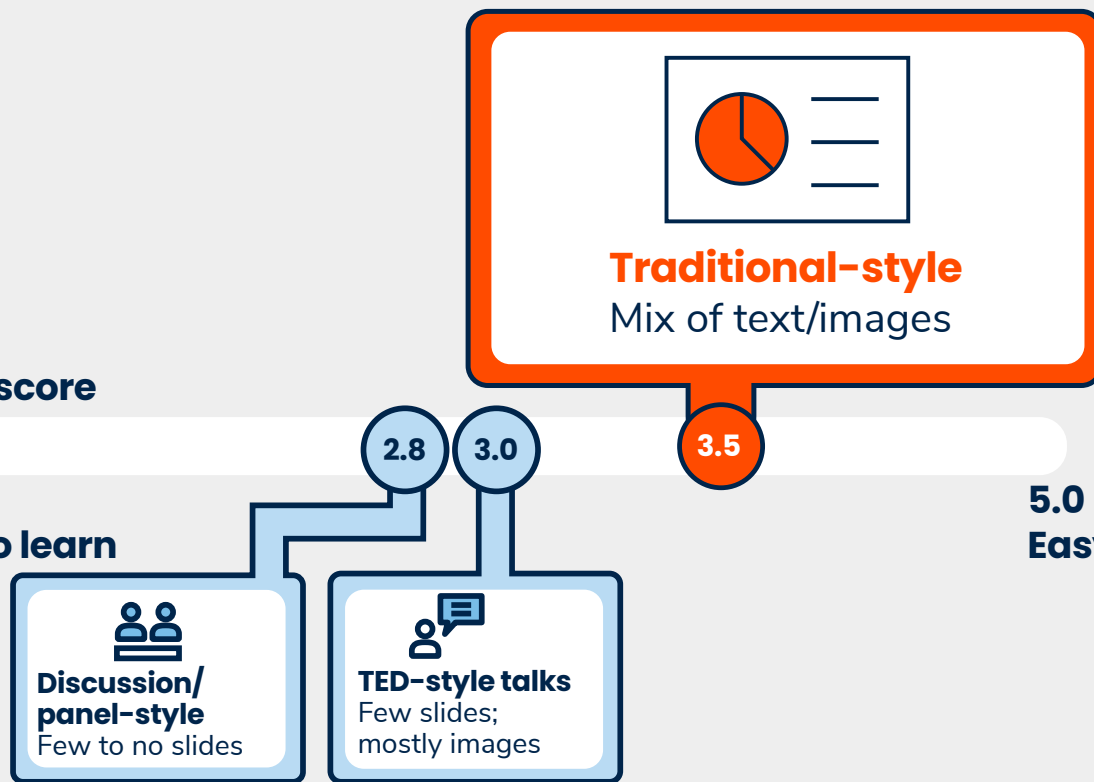 Traditional-style
Mix of text/images
score
2.8
3.0
3.5
5.0
Easy
o learn
Discussion/
panel-style
Few to no slides
TED-style talks
Few slides;
mostly images